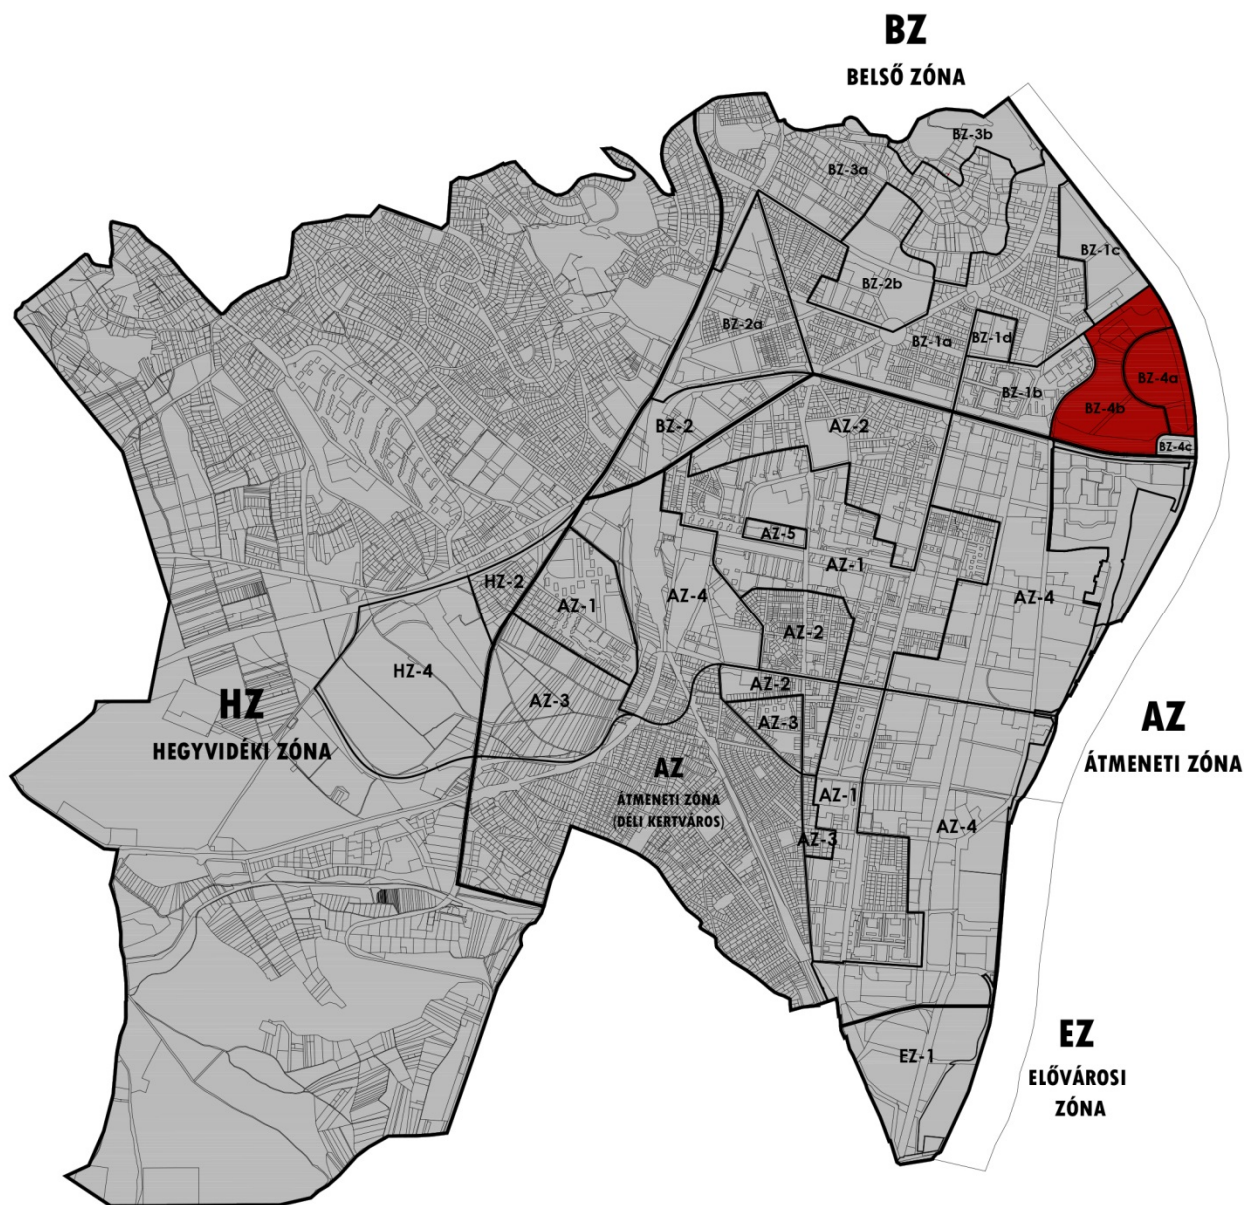 BZ
BELSŐ ZÓNA
BZ-3b
BZ-3a
BZ-1c
BZ-2b
BZ-2a
BZ-1a
BZ-1d
BZ-4a
BZ-1b
BZ-4b
BZ-2
AZ-2
BZ-4c
AZ-5
AZ-1
HZ-2
AZ-1
AZ-4
AZ-4
AZ-2
HZ-4
AZ-3
AZ-2
HZ
HEGYVIDÉKI ZÓNA
AZ-3
AZ
ÁTMENETI ZÓNA
AZ
ÁTMENETI ZÓNA
(DÉLI KERTVÁROS)
AZ-1
AZ-4
AZ-3
EZ-1
EZ
ELŐVÁROSI
ZÓNA